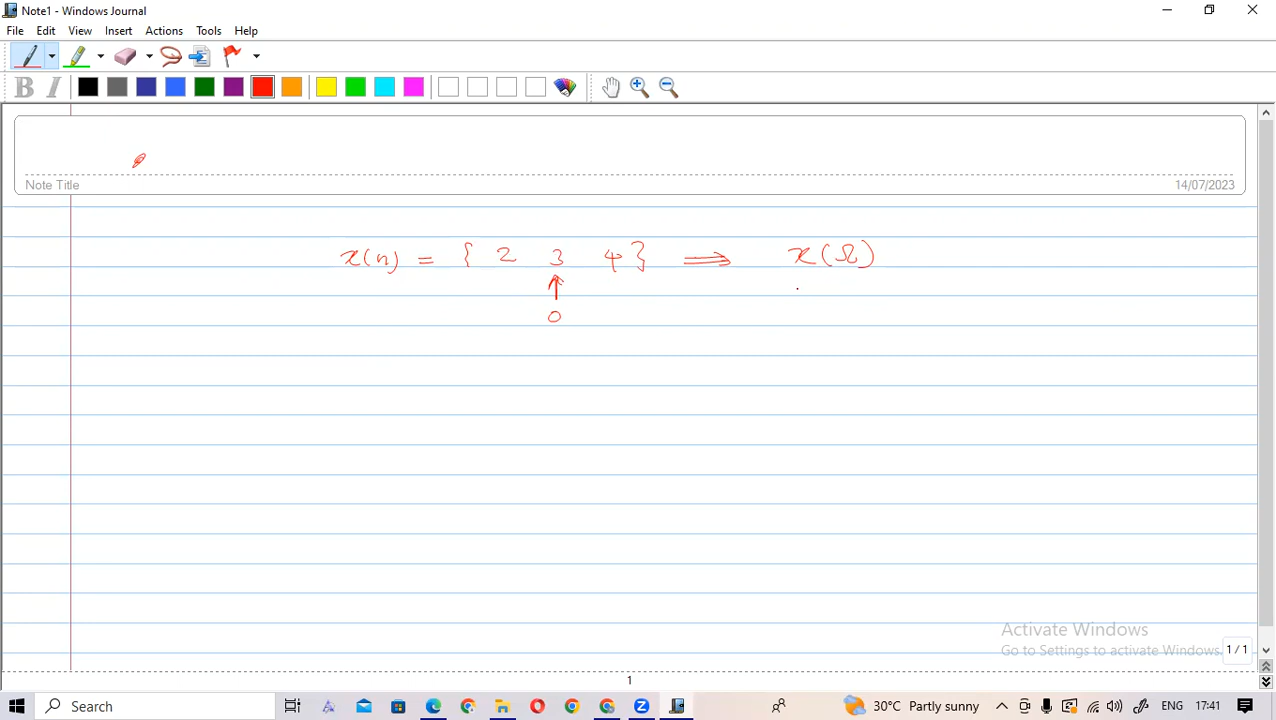 Note1 - Windows Journal
File Edit View Insert Actions Tools Help
B I
Note Title
14/07/2023
x(n) = { 2 3 4 } ⟹ x(Ω)
↑
0
Activate Windows
Go to Settings to activate Windows.
1 / 1
1
Search
30°C Partly sunny
ENG
17:41